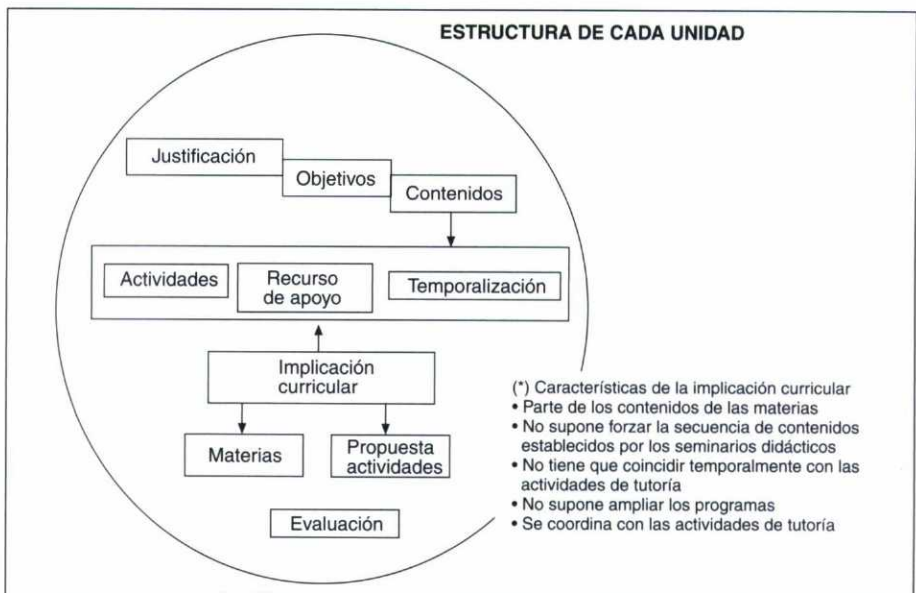 ESTRUCTURA DE CADA UNIDAD
Justificación
Objetivos
Contenidos
Actividades
Recurso
de apoyo
Temporalización
Implicación
curricular
Materias
Propuesta
actividades
Evaluación
(*) Características de la implicación curricular
• Parte de los contenidos de las materias
• No supone forzar la secuencia de contenidos
establecidos por los seminarios didácticos
• No tiene que coincidir temporalmente con las
actividades de tutoría
• No supone ampliar los programas
• Se coordina con las actividades de tutoría